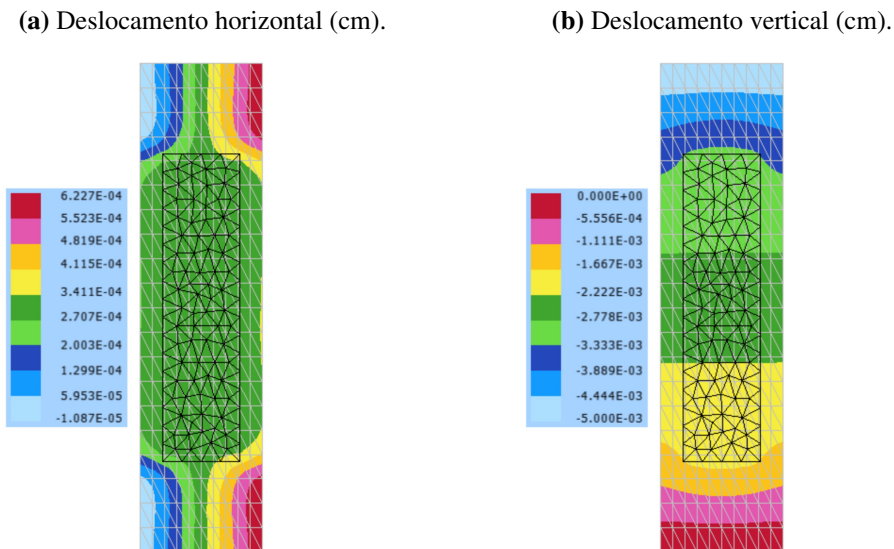 (a) Deslocamento horizontal (cm).
6.227E-04
5.523E-04
4.819E-04
4.115E-04
3.411E-04
2.707E-04
2.003E-04
1.299E-04
5.953E-05
-1.087E-05
(b) Deslocamento vertical (cm).
0.000E+00
-5.556E-04
-1.111E-03
-1.667E-03
-2.222E-03
-2.778E-03
-3.333E-03
-3.889E-03
-4.444E-03
-5.000E-03